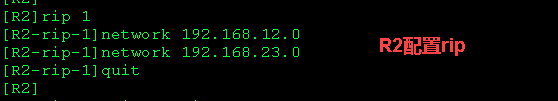 [R2]
[R2]rip 1
[R2-rip-1]network 192.168.12.0
[R2-rip-1]network 192.168.23.0
[R2-rip-1]quit
[R2]
R2配置rip